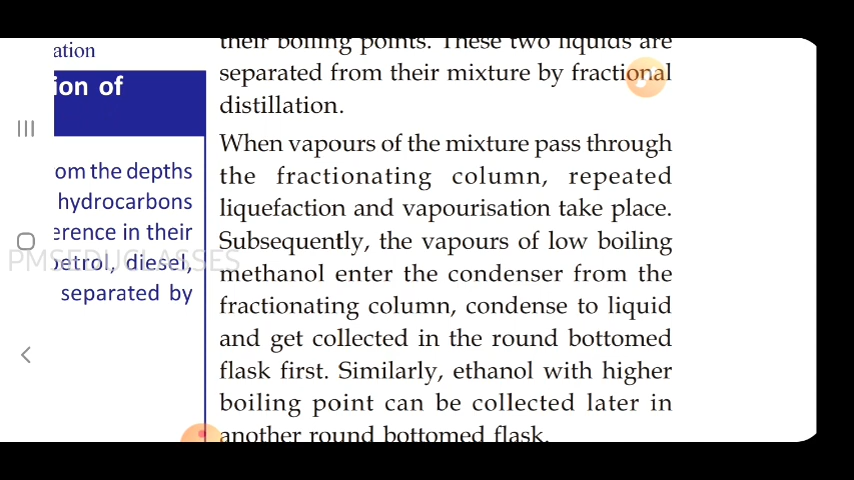 ation
ion of
om the depths
hydrocarbons
erence in their
petrol, diesel,
separated by
PMSEDUCLASSES
their boiling points. These two liquids are
separated from their mixture by fractional
distillation.
When vapours of the mixture pass through
the fractionating column, repeated
liquefaction and vapourisation take place.
Subsequently, the vapours of low boiling
methanol enter the condenser from the
fractionating column, condense to liquid
and get collected in the round bottomed
flask first. Similarly, ethanol with higher
boiling point can be collected later in
another round bottomed flask.